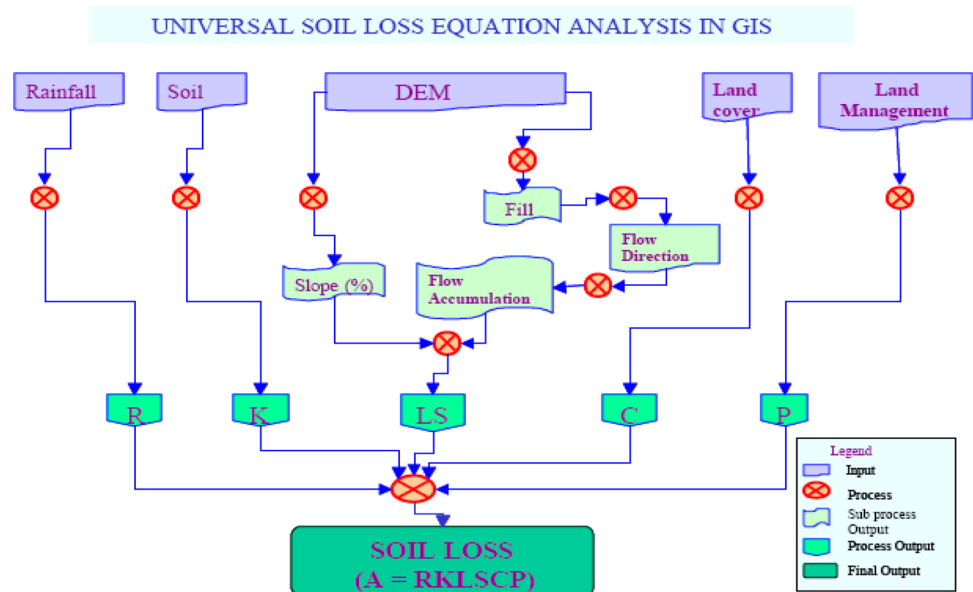 UNIVERSAL SOIL LOSS EQUATION ANALYSIS IN GIS
Rainfall
Soil
DEM
Land
cover
Land
Management
Fill
Flow
Direction
Slope (%)
Flow
Accumulation
R
K
LS
C
P
SOIL LOSS
(A = RKLSCP)
Legend
Input
Process
Sub process
Output
Process Output
Final Output